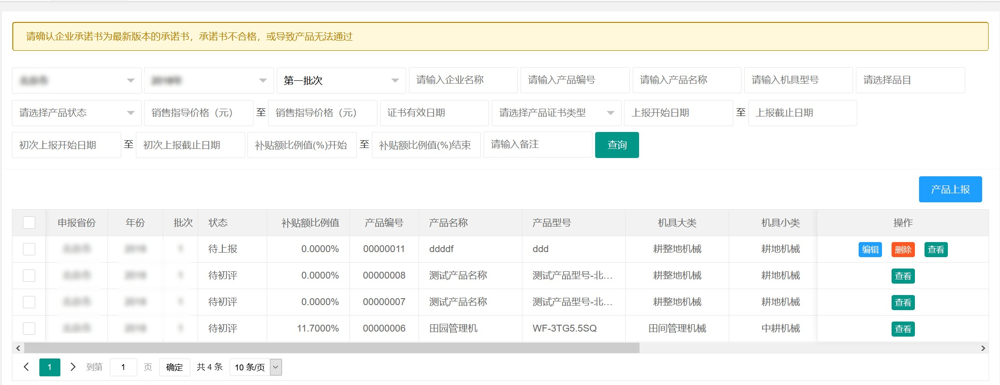 请确认企业承诺书为最新版本的承诺书，承诺书不合格，或导致产品无法通过
第一批次 请输入企业名称 请输入产品编号 请输入产品名称 请输入机具型号 请选择品目
请选择产品状态 销售指导价格（元） 至 销售指导价格（元） 证书有效日期 请选择产品证书类型 上报开始日期 至 上报截止日期
初次上报开始日期 至 初次上报截止日期 补贴额比例值(%)开始 至 补贴额比例值(%)结束 请输入备注 查询
产品上报
申报省份 年份 批次 状态 补贴额比例值 产品编号 产品名称 产品型号 机具大类 机具小类 操作
待上报 0.0000% 00000011 ddddf ddd 耕整地机械 耕地机械 编辑 删除 查看
待初评 0.0000% 00000008 测试产品名称 测试产品型号-北... 耕整地机械 耕地机械 查看
待初评 0.0000% 00000007 测试产品名称 测试产品型号-北... 耕整地机械 耕地机械 查看
待初评 11.7000% 00000006 田园管理机 WF-3TG5.5SQ 田间管理机械 中耕机械 查看
1 到第 1 页 确定 共 4 条 10 条/页